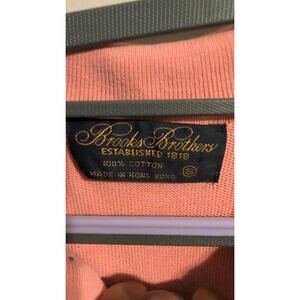 Brooks Brothers
ESTABLISHED 1818
100% COTTON
MADE IN HONG KONG S